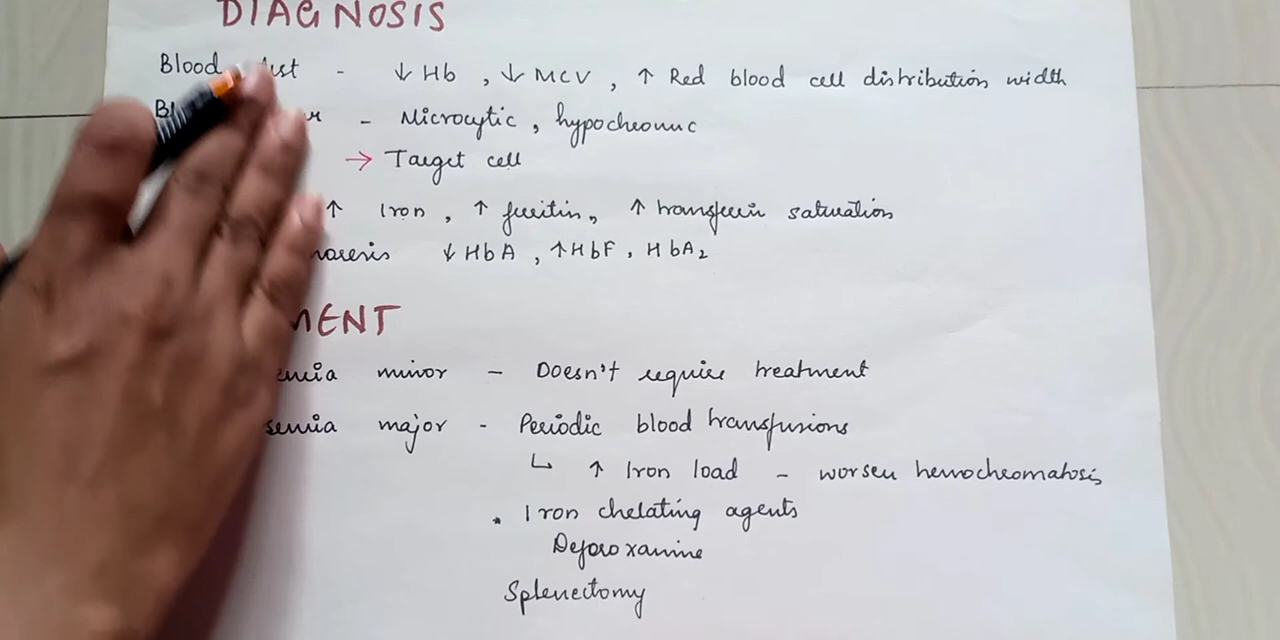 DIAGNOSIS
Blood test - ↓ Hb , ↓ MCV , ↑ Red blood cell distribution width
- Microcytic , hypochromic
→ Target cell
↑ Iron , ↑ ferritin, ↑ transferrin saturation
↓ HbA , ↑ HbF , HbA2
minor - Doesn't require treatment
major - Periodic blood transfusions
↳ ↑ Iron load - worsen hemochromatosis
* Iron chelating agents
Deferoxamine
Splenectomy